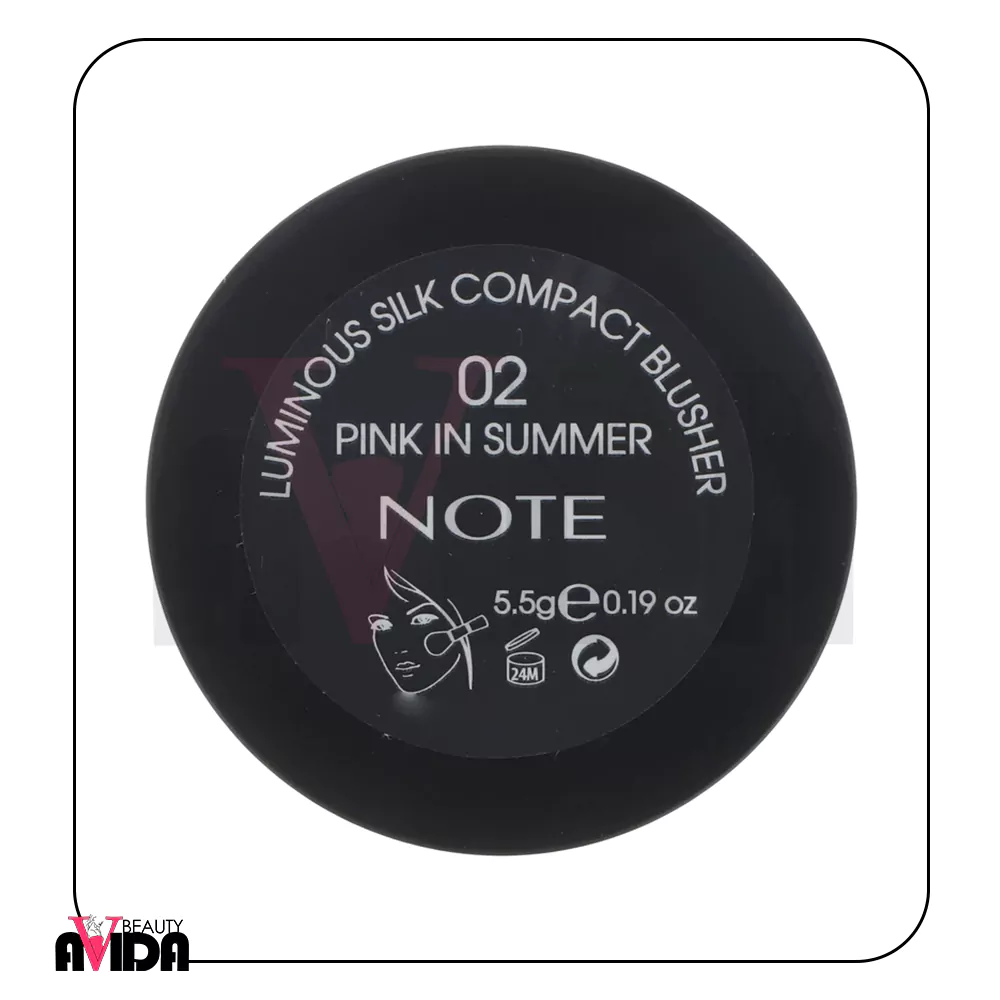 LUMINOUS SILK COMPACT BLUSHER
02
PINK IN SUMMER
NOTE
5.5g e 0.19 oz
24M
BEAUTY
AVIDA